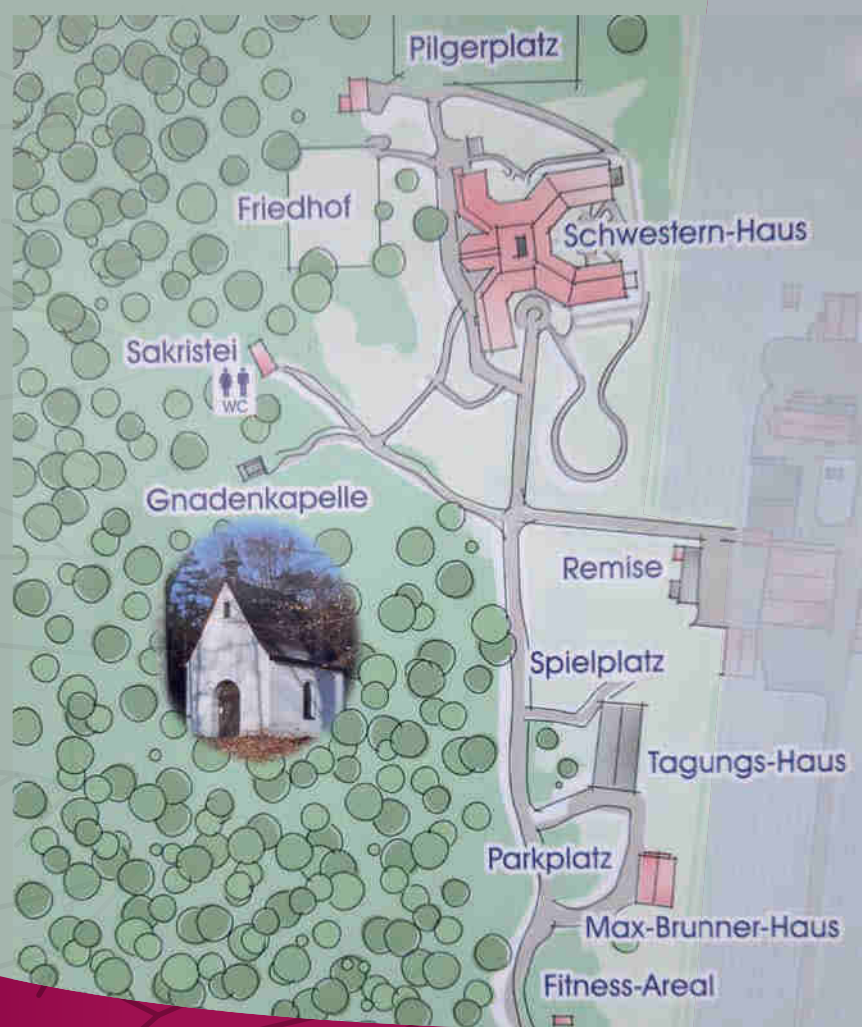 Pilgerplatz
Friedhof
Schwestern-Haus
Sakristei
WC
Gnadenkapelle
Remise
Spielplatz
Tagungs-Haus
Parkplatz
Max-Brunner-Haus
Fitness-Areal